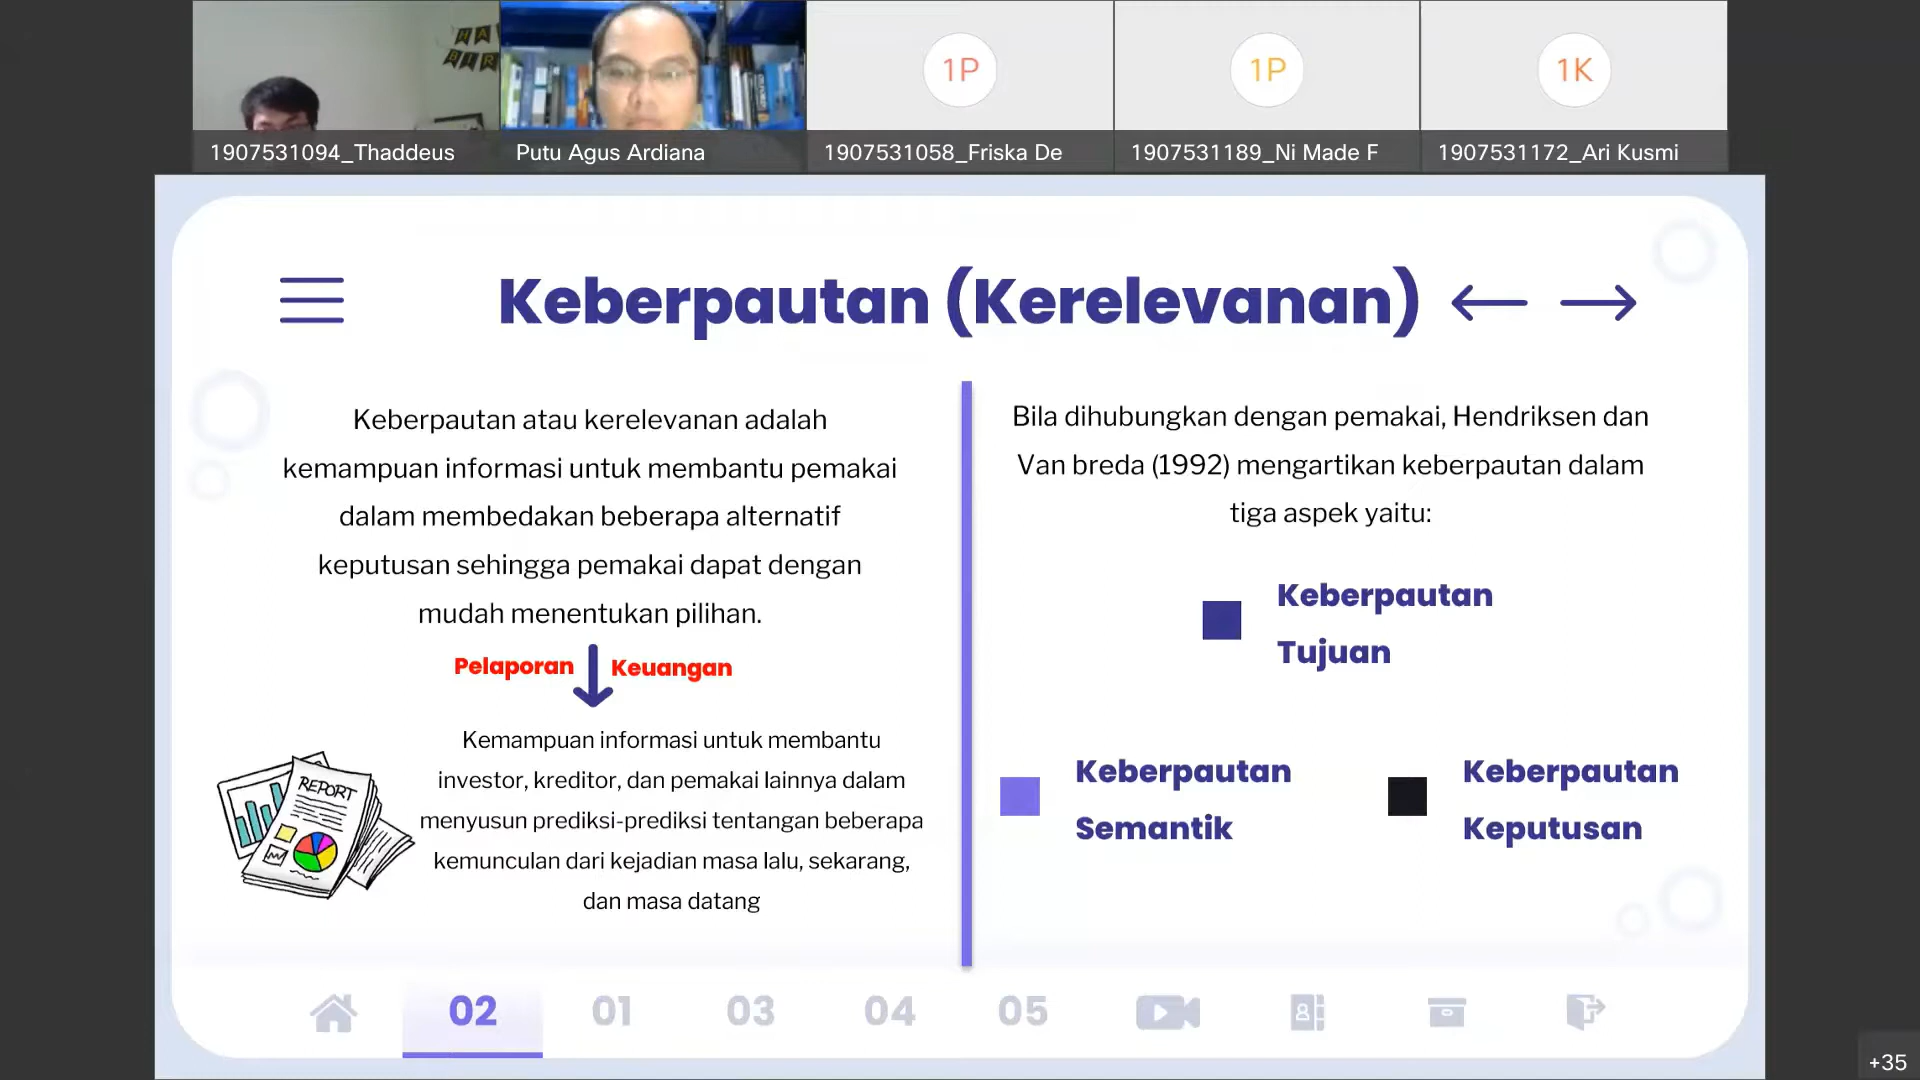 HA
BIR
1P
1P
1K
1907531094_Thaddeus
Putu Agus Ardiana
1907531058_Friska De
1907531189_Ni Made F
1907531172_Ari Kusmi
Keberpautan (Kerelevanan)
Keberpautan atau kerelevanan adalah
kemampuan informasi untuk membantu pemakai
dalam membedakan beberapa alternatif
keputusan sehingga pemakai dapat dengan
mudah menentukan pilihan.
Pelaporan Keuangan
REPORT
Kemampuan informasi untuk membantu
investor, kreditor, dan pemakai lainnya dalam
menyusun prediksi-prediksi tentangan beberapa
kemunculan dari kejadian masa lalu, sekarang,
dan masa datang
Bila dihubungkan dengan pemakai, Hendriksen dan
Van breda (1992) mengartikan keberpautan dalam
tiga aspek yaitu:
Keberpautan
Tujuan
Keberpautan
Semantik
Keberpautan
Keputusan
02 01 03 04 05
+35